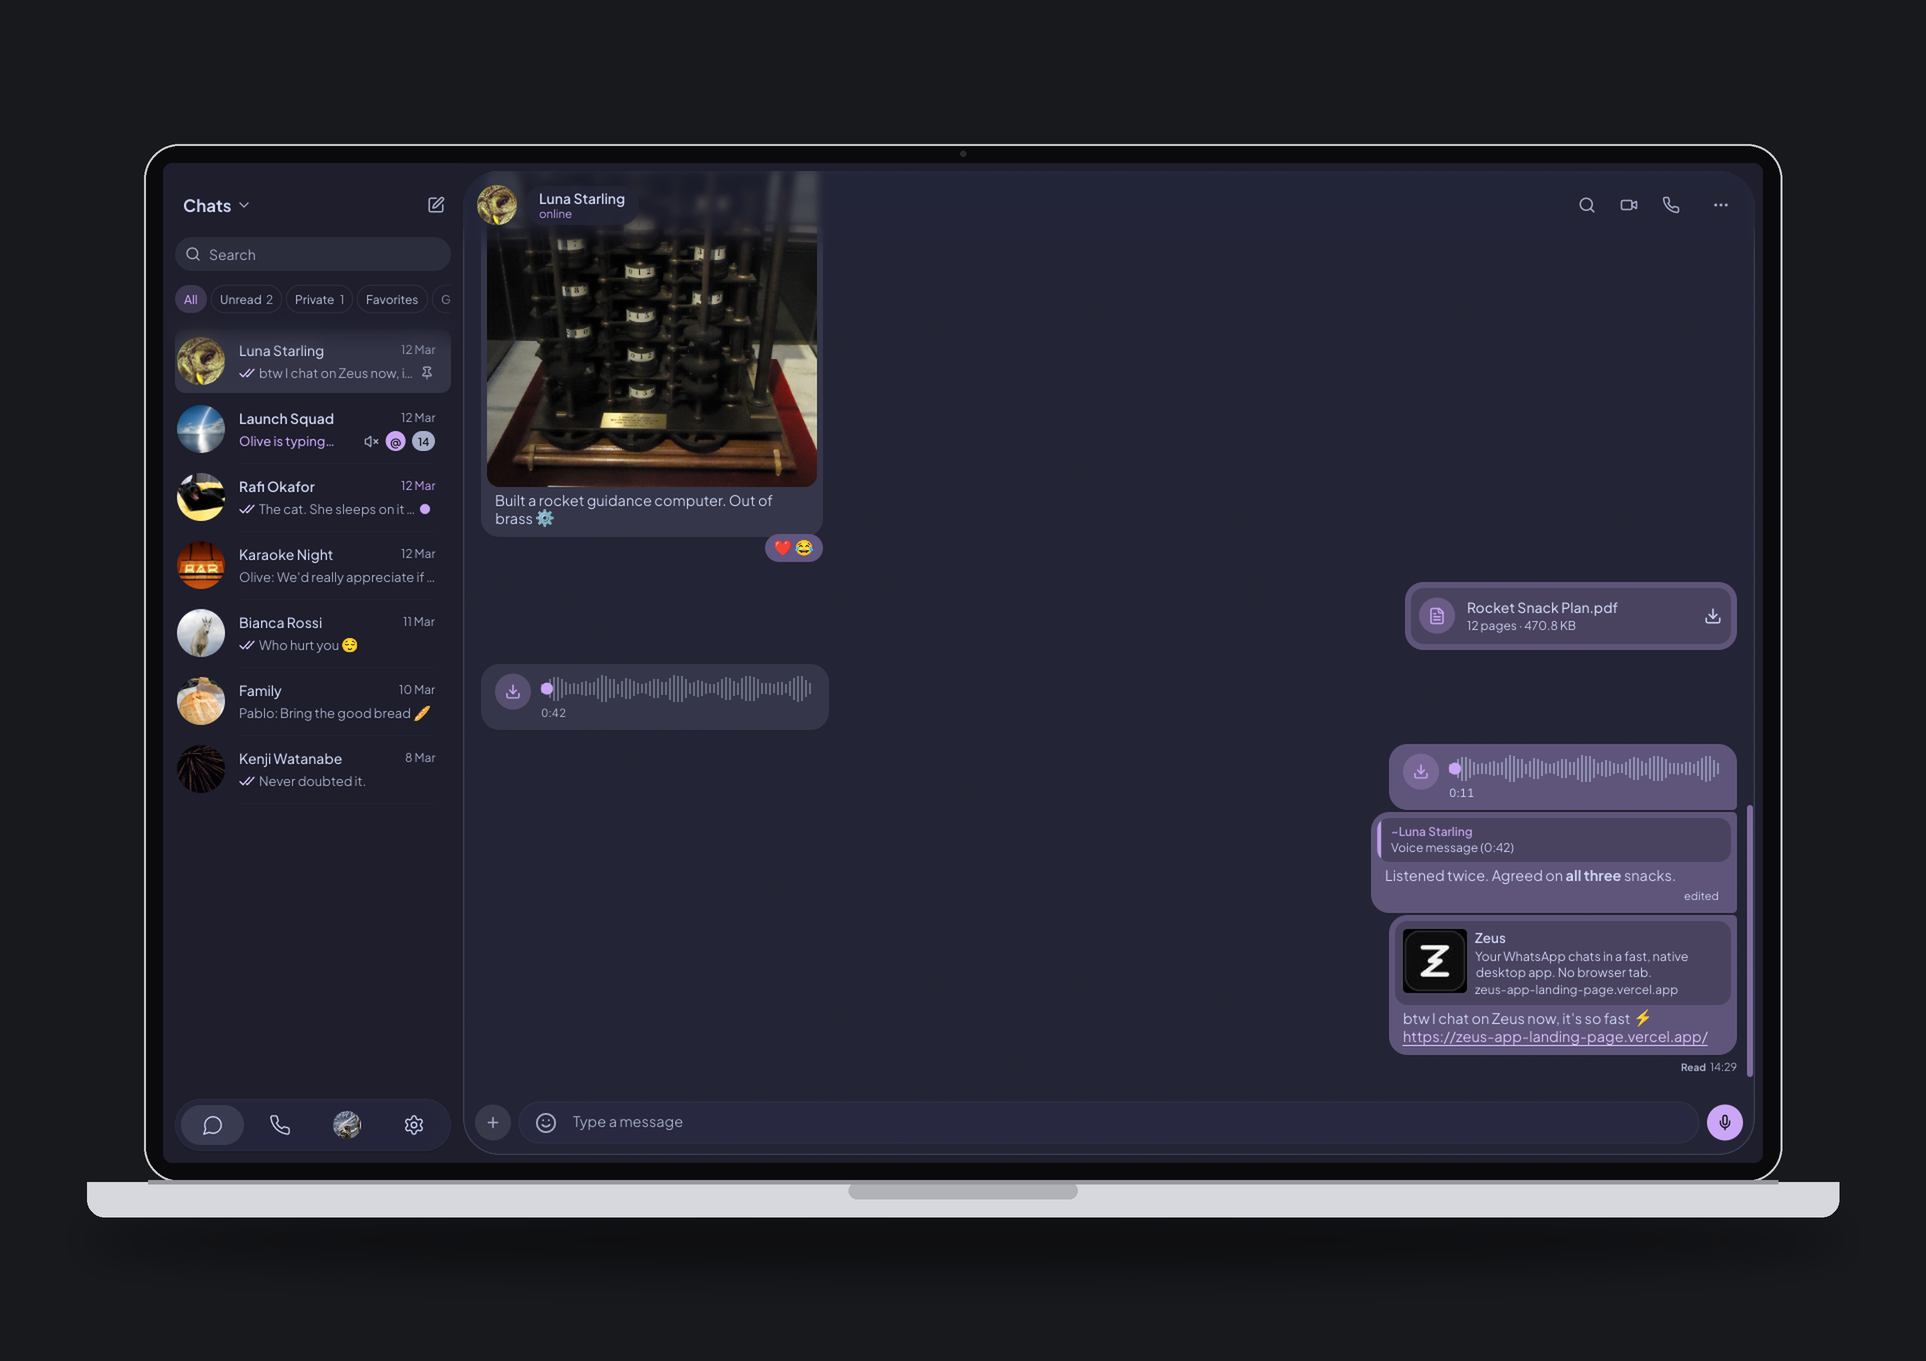 Chats
Search
All
Unread 2
Private 1
Favorites
G
Luna Starling
12 Mar
btw I chat on Zeus now, i...
Launch Squad
12 Mar
Olive is typing...
@
14
Rafi Okafor
12 Mar
The cat. She sleeps on it ...
Karaoke Night
12 Mar
Olive: We'd really appreciate if ...
BAR
Bianca Rossi
11 Mar
Who hurt you 😌
Family
10 Mar
Pablo: Bring the good bread 🥖
Kenji Watanabe
8 Mar
Never doubted it.
Luna Starling
online
Built a rocket guidance computer. Out of
brass ⚙️
❤️😂
Rocket Snack Plan.pdf
12 pages · 470.8 KB
0:42
0:11
~Luna Starling
Voice message (0:42)
Listened twice. Agreed on all three snacks.
edited
Zeus
Your WhatsApp chats in a fast, native
desktop app. No browser tab.
zeus-app-landing-page.vercel.app
btw I chat on Zeus now, it's so fast ⚡
https://zeus-app-landing-page.vercel.app/
Read 14:29
Type a message